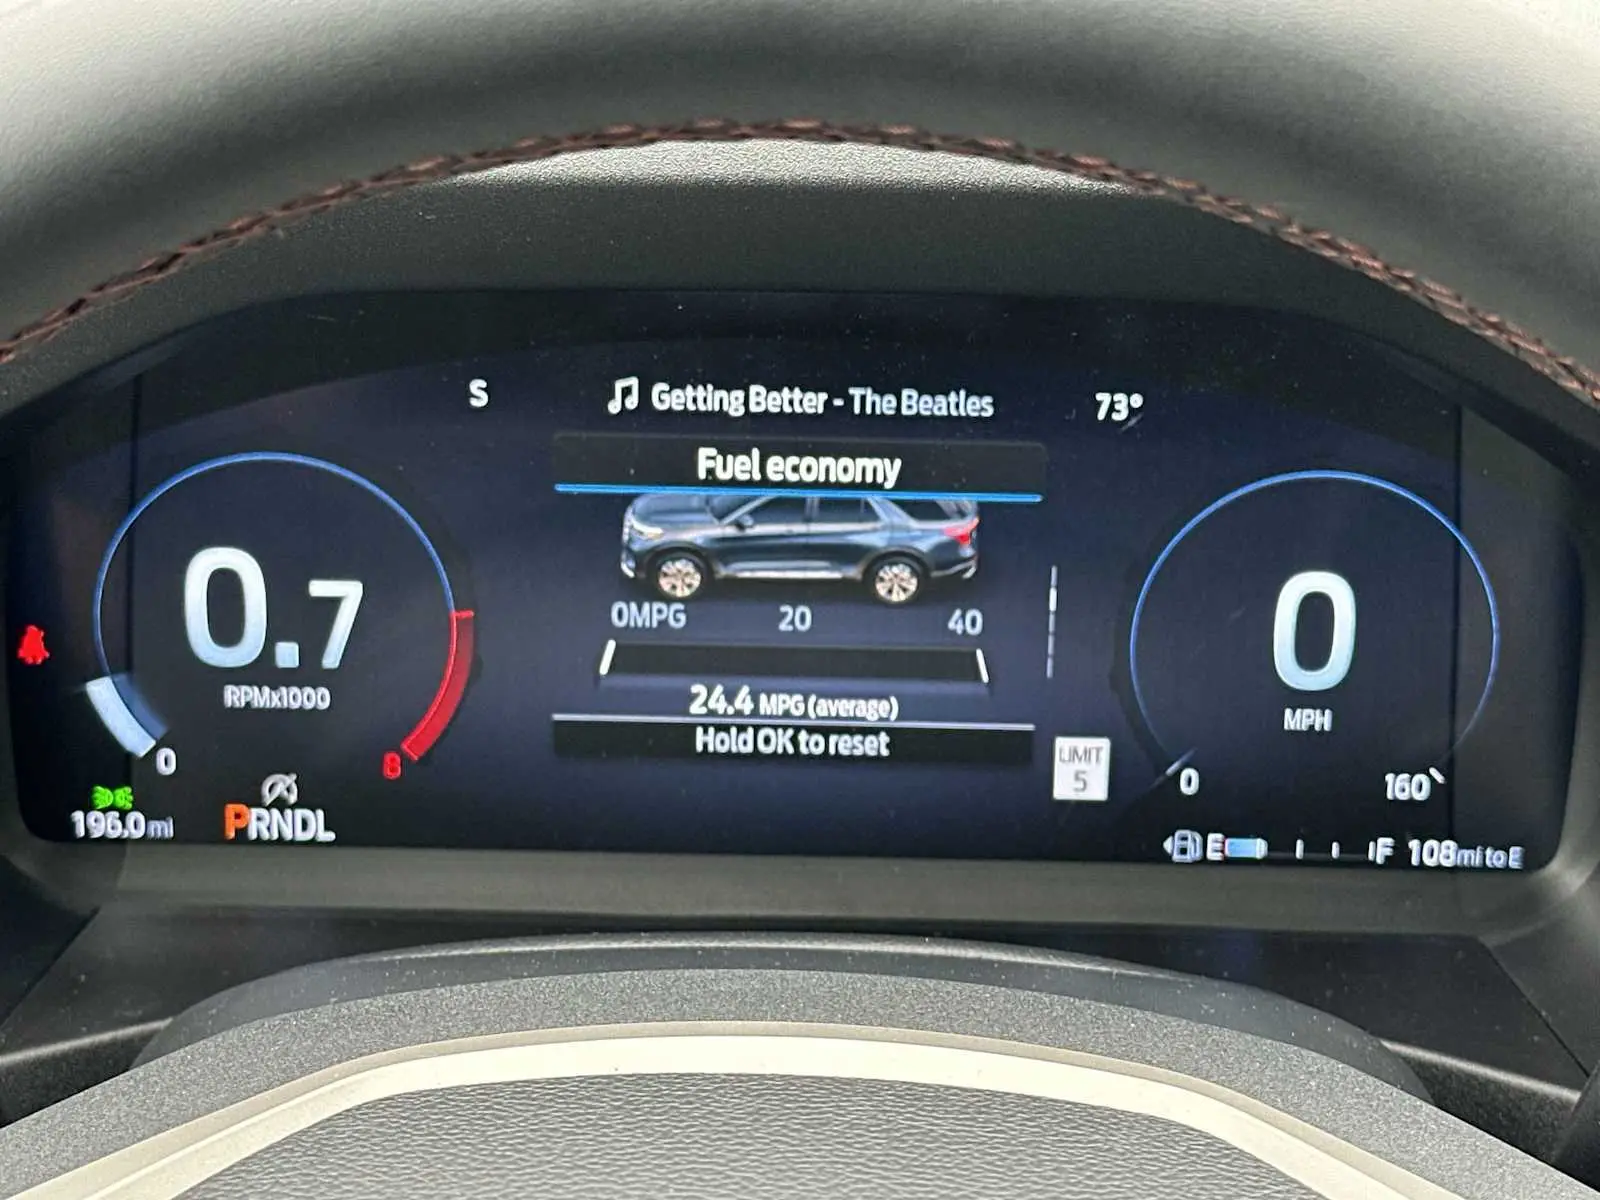 S
Getting Better - The Beatles
73°
Fuel economy
0MPG 20 40
24.4 MPG (average)
Hold OK to reset
0.7
RPMx1000
0
8
196.0 mi
PRNDL
LIMIT
5
0
MPH
0
160
E F 108 mi to E